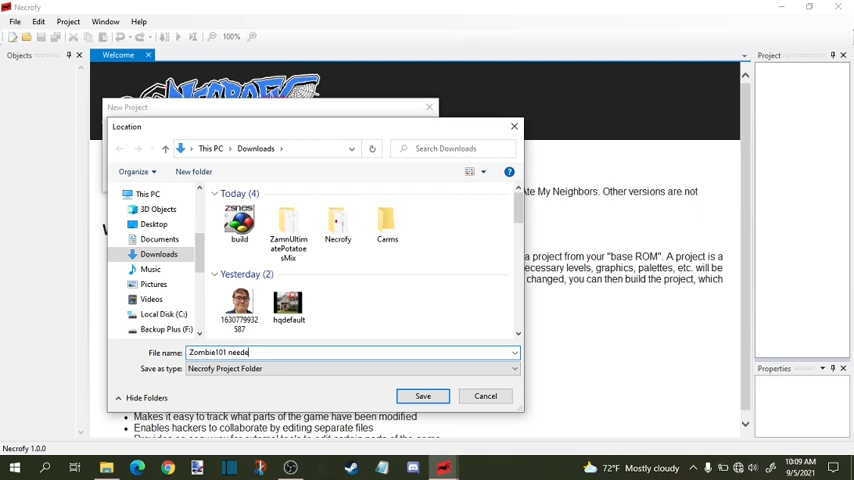 Necrofy
File Edit Project Window Help
100%
Objects
Welcome
Project
NECROFY
New Project
Location
This PC > Downloads >
Search Downloads
Organize
New folder
This PC
3D Objects
Desktop
Documents
Downloads
Music
Pictures
Videos
Local Disk (C:)
Backup Plus (F:)
Today (4)
build
ZamnUlti
matePotatoe
sMix
Necrofy
Carms
Yesterday (2)
1630779932
587
hqdefault
ate My Neighbors. Other versions are not
a project from your "base ROM". A project is a
ecessary levels, graphics, palettes, etc. will be
changed, you can then build the project, which
File name: Zombie101 neede
Save as type: Necrofy Project Folder
Hide Folders
Save
Cancel
Properties
Makes it easy to track what parts of the game have been modified
Enables hackers to collaborate by editing separate files
Necrofy 1.0.0
72°F Mostly cloudy
10:09 AM
9/5/2021